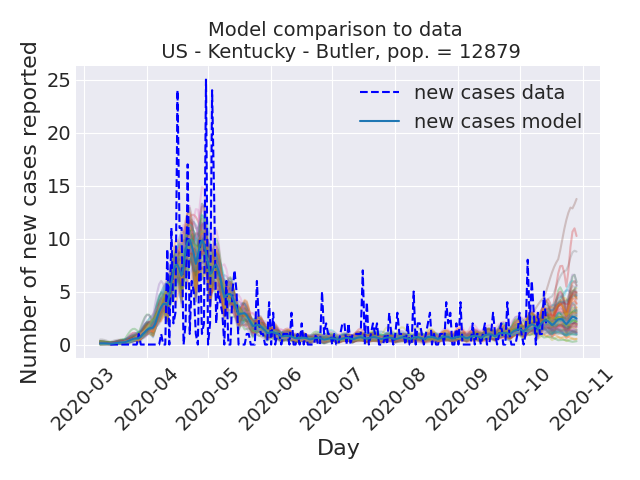 Model comparison to data
US - Kentucky - Butler, pop. = 12879
Number of new cases reported
25
20
15
10
5
0
new cases data
new cases model
2020-03
2020-04
2020-05
2020-06
2020-07
2020-08
2020-09
2020-10
2020-11
Day